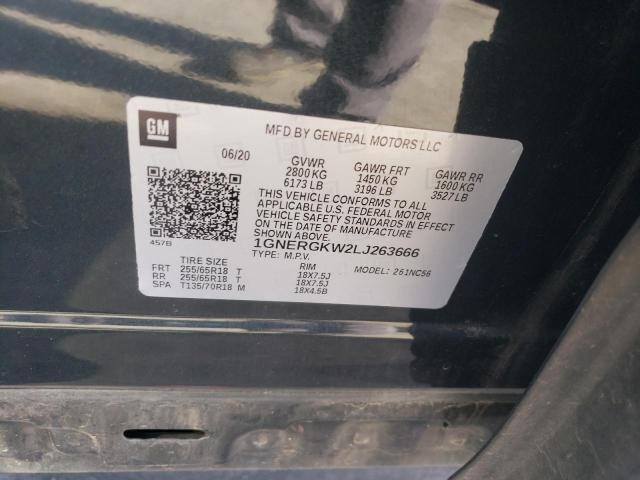 GM
MFD BY GENERAL MOTORS LLC
06/20 GVWR GAWR FRT GAWR RR
2800 KG 1450 KG 1600 KG
6173 LB 3196 LB 3527 LB
THIS VEHICLE CONFORMS TO ALL
APPLICABLE U.S. FEDERAL MOTOR
VEHICLE SAFETY STANDARDS IN EFFECT
ON THE DATE OF MANUFACTURE
SHOWN ABOVE.
457B 1GNERGKW2LJ263666
TYPE: M.P.V. MODEL: 261NC56
TIRE SIZE RIM
FRT 255/65R18 T 18X7.5J
RR 255/65R18 T 18X7.5J
SPA T135/70R18 M 18X4.5B